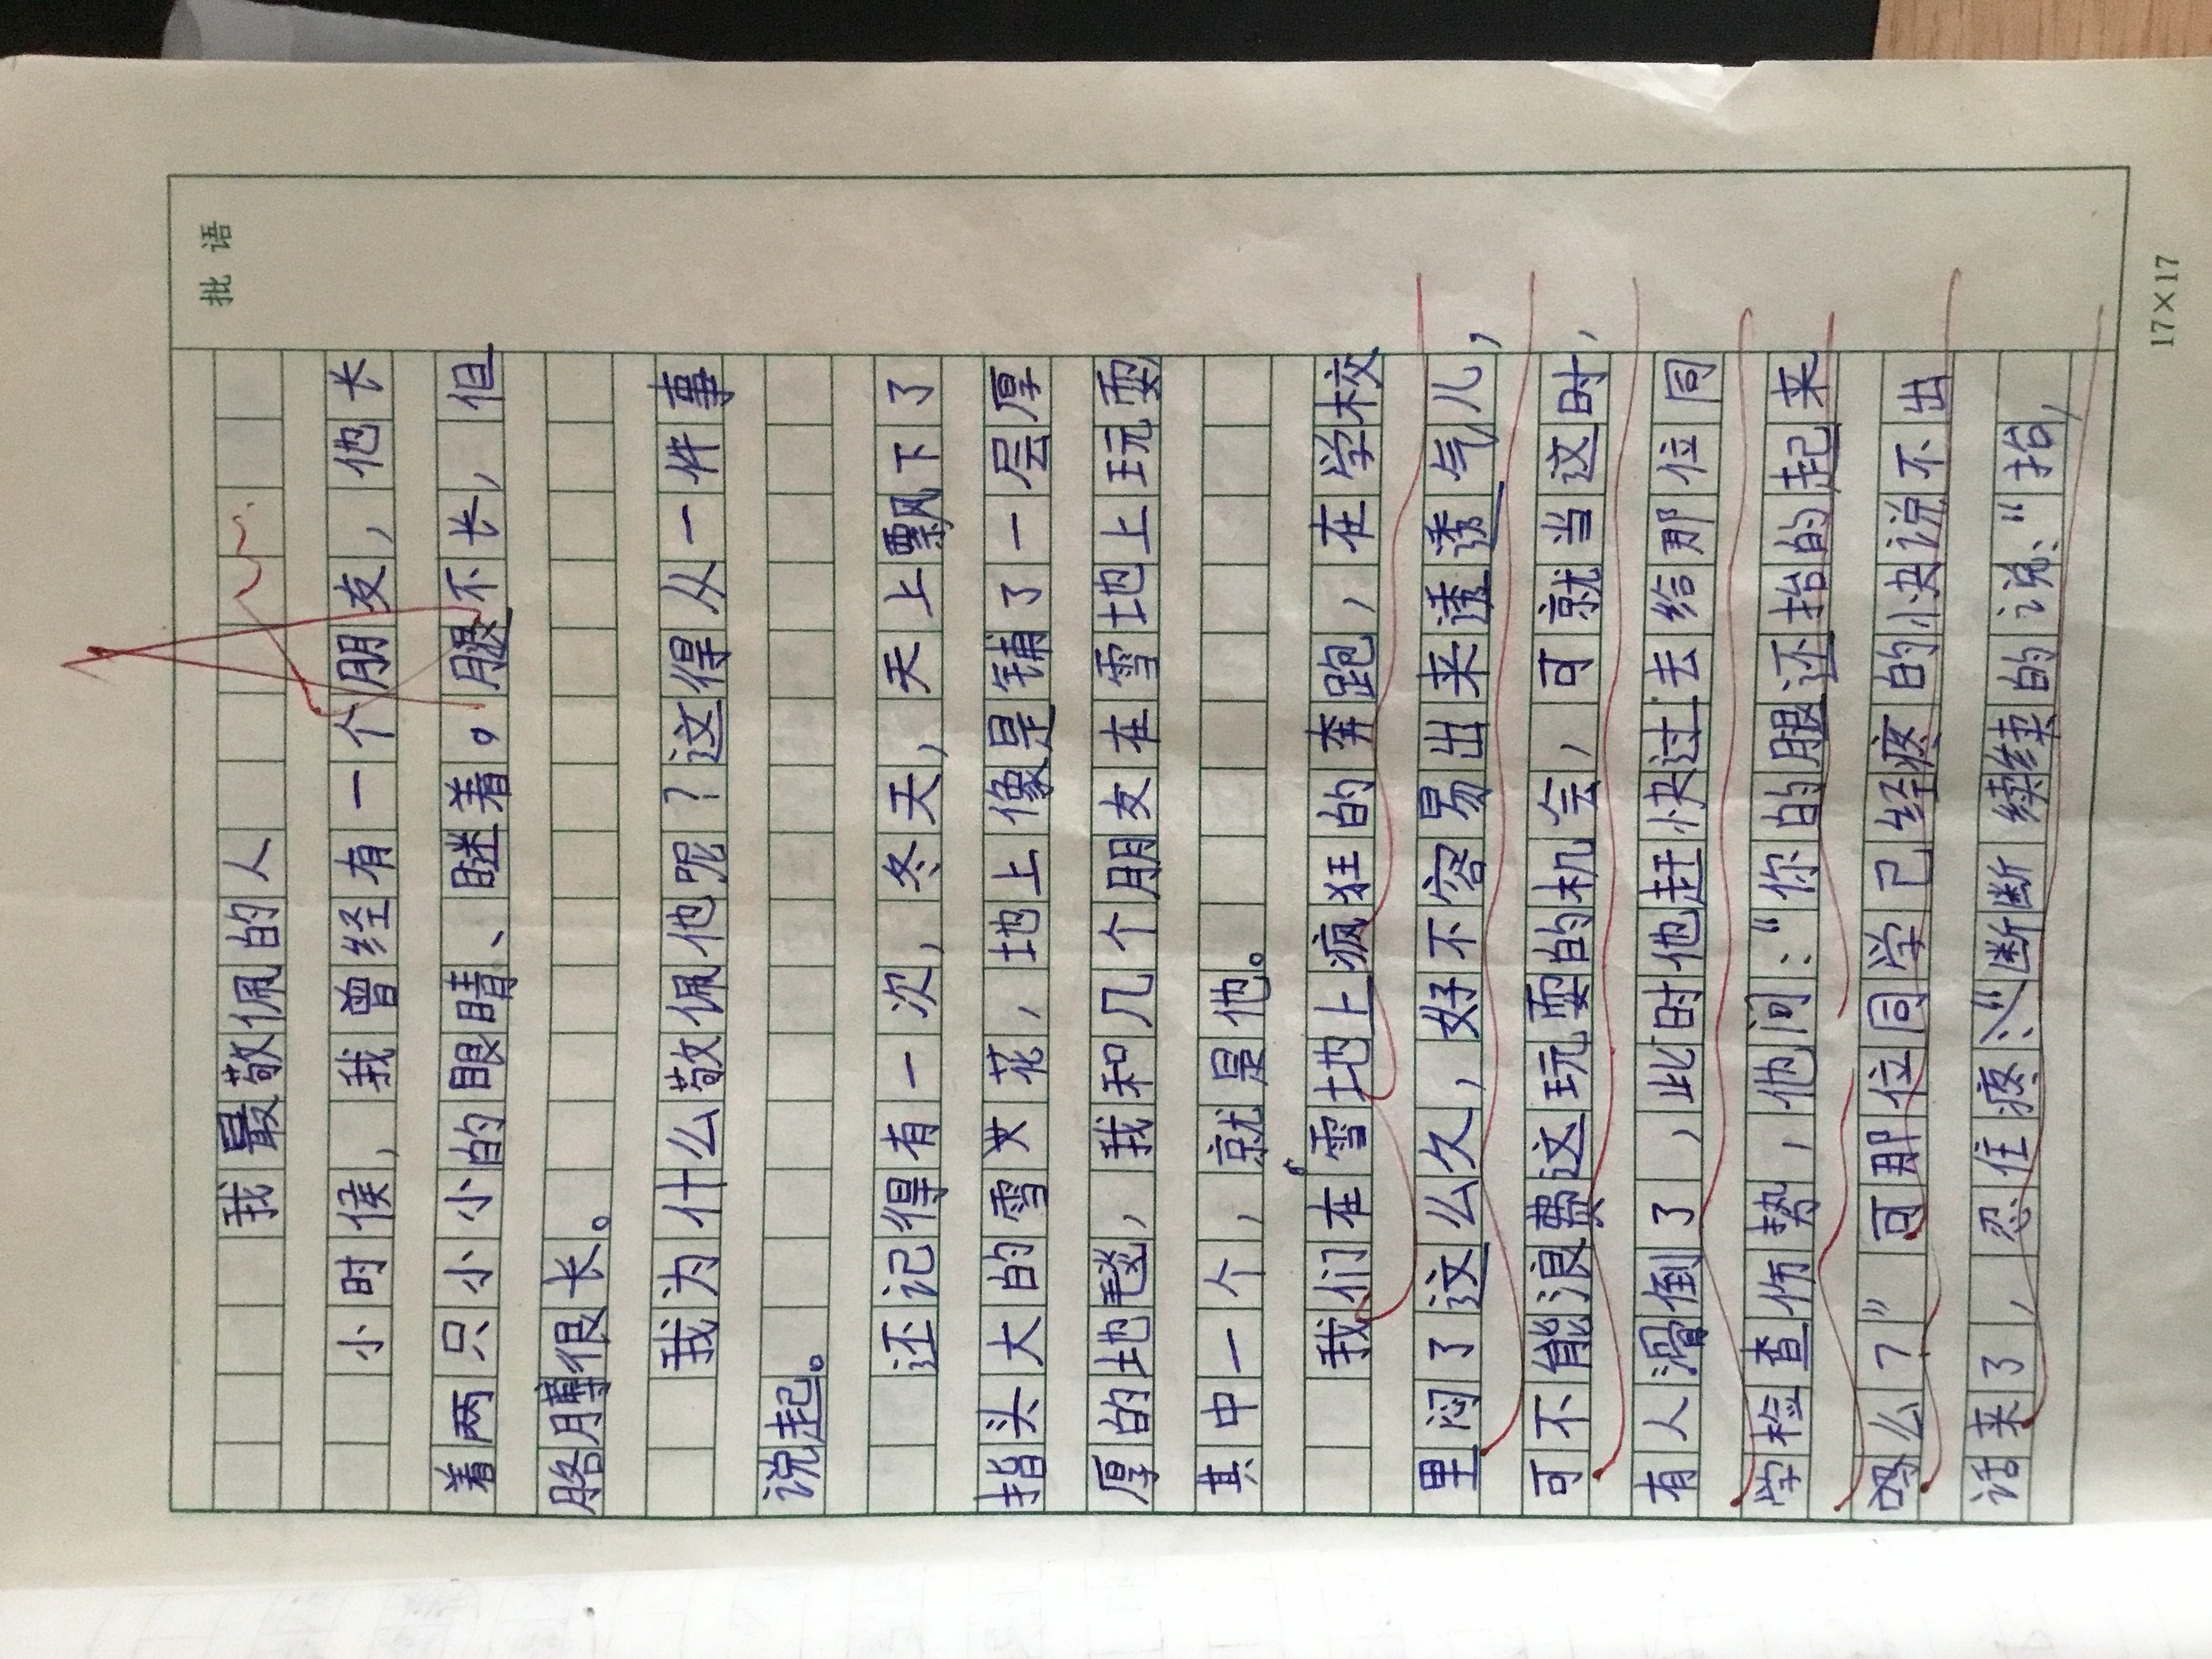 批语
我最敬佩的人
小时侯，我曾经有一个朋友，他长
着两只小小的眼睛、瞇着。腿不长，但
胳膊很长。
我为什么敬佩他呢？这得从一件事
说起。
还记得有一次，冬天，天上飘下了
指头大的雪花，地上像是铺了一层厚
厚的地毯，我和几个朋友在雪地上玩耍
其中一个，就是他。
我们在雪地上疯狂的奔跑，在学校
里闷了这么久，好不容易出来透透气儿，
可不能浪费这玩耍的机会，可就当这时，
有人滑倒了，此时他赶快过去给那位同
学检查伤势，他问：“你的腿还抬的起来
吗么？”可那位同学已经疼的快说不出
话来了，忍住疼：“断断续续的说：“抬，
17×17